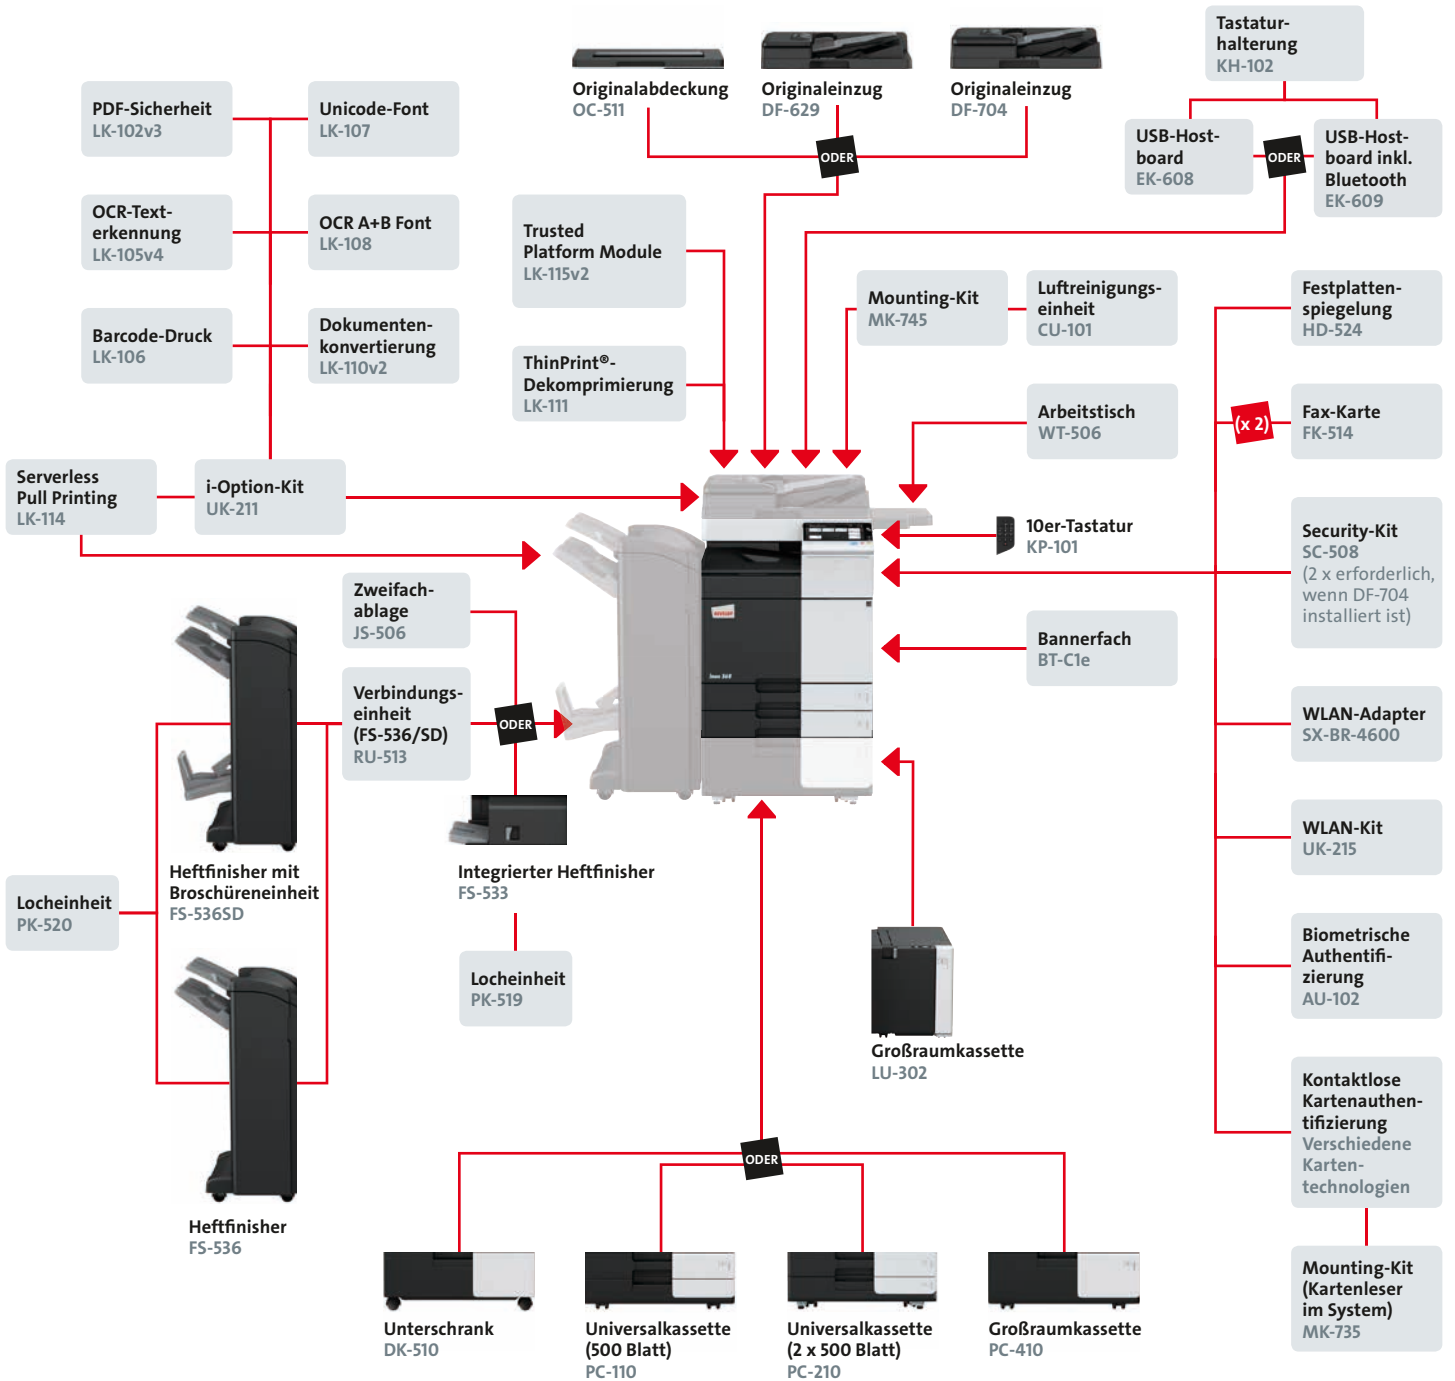 Originalabdeckung
OC-511
Originaleinzug
DF-629
Originaleinzug
DF-704
ODER
Tastatur-
halterung
KH-102
USB-Host-
board
EK-608
ODER
USB-Host-
board inkl.
Bluetooth
EK-609
PDF-Sicherheit
LK-102v3
Unicode-Font
LK-107
OCR-Text-
erkennung
LK-105v4
OCR A+B Font
LK-108
Barcode-Druck
LK-106
Dokumenten-
konvertierung
LK-110v2
Trusted
Platform Module
LK-115v2
ThinPrint®-
Dekomprimierung
LK-111
Mounting-Kit
MK-745
Luftreinigungs-
einheit
CU-101
Arbeitstisch
WT-506
Festplatten-
spiegelung
HD-524
(x 2)
Fax-Karte
FK-514
Serverless
Pull Printing
LK-114
i-Option-Kit
UK-211
10er-Tastatur
KP-101
Security-Kit
SC-508
(2 x erforderlich,
wenn DF-704
installiert ist)
Zweifach-
ablage
JS-506
Verbindungs-
einheit
(FS-536/SD)
RU-513
ODER
Bannerfach
BT-C1e
WLAN-Adapter
SX-BR-4600
WLAN-Kit
UK-215
Heftfinisher mit
Broschüreneinheit
FS-536SD
Integrierter Heftfinisher
FS-533
Locheinheit
PK-520
Locheinheit
PK-519
Biometrische
Authentifi-
zierung
AU-102
Großraumkassette
LU-302
Kontaktlose
Kartenauthen-
tifizierung
Verschiedene
Karten-
technologien
Heftfinisher
FS-536
ODER
Mounting-Kit
(Kartenleser
im System)
MK-735
Unterschrank
DK-510
Universalkassette
(500 Blatt)
PC-110
Universalkassette
(2 x 500 Blatt)
PC-210
Großraumkassette
PC-410